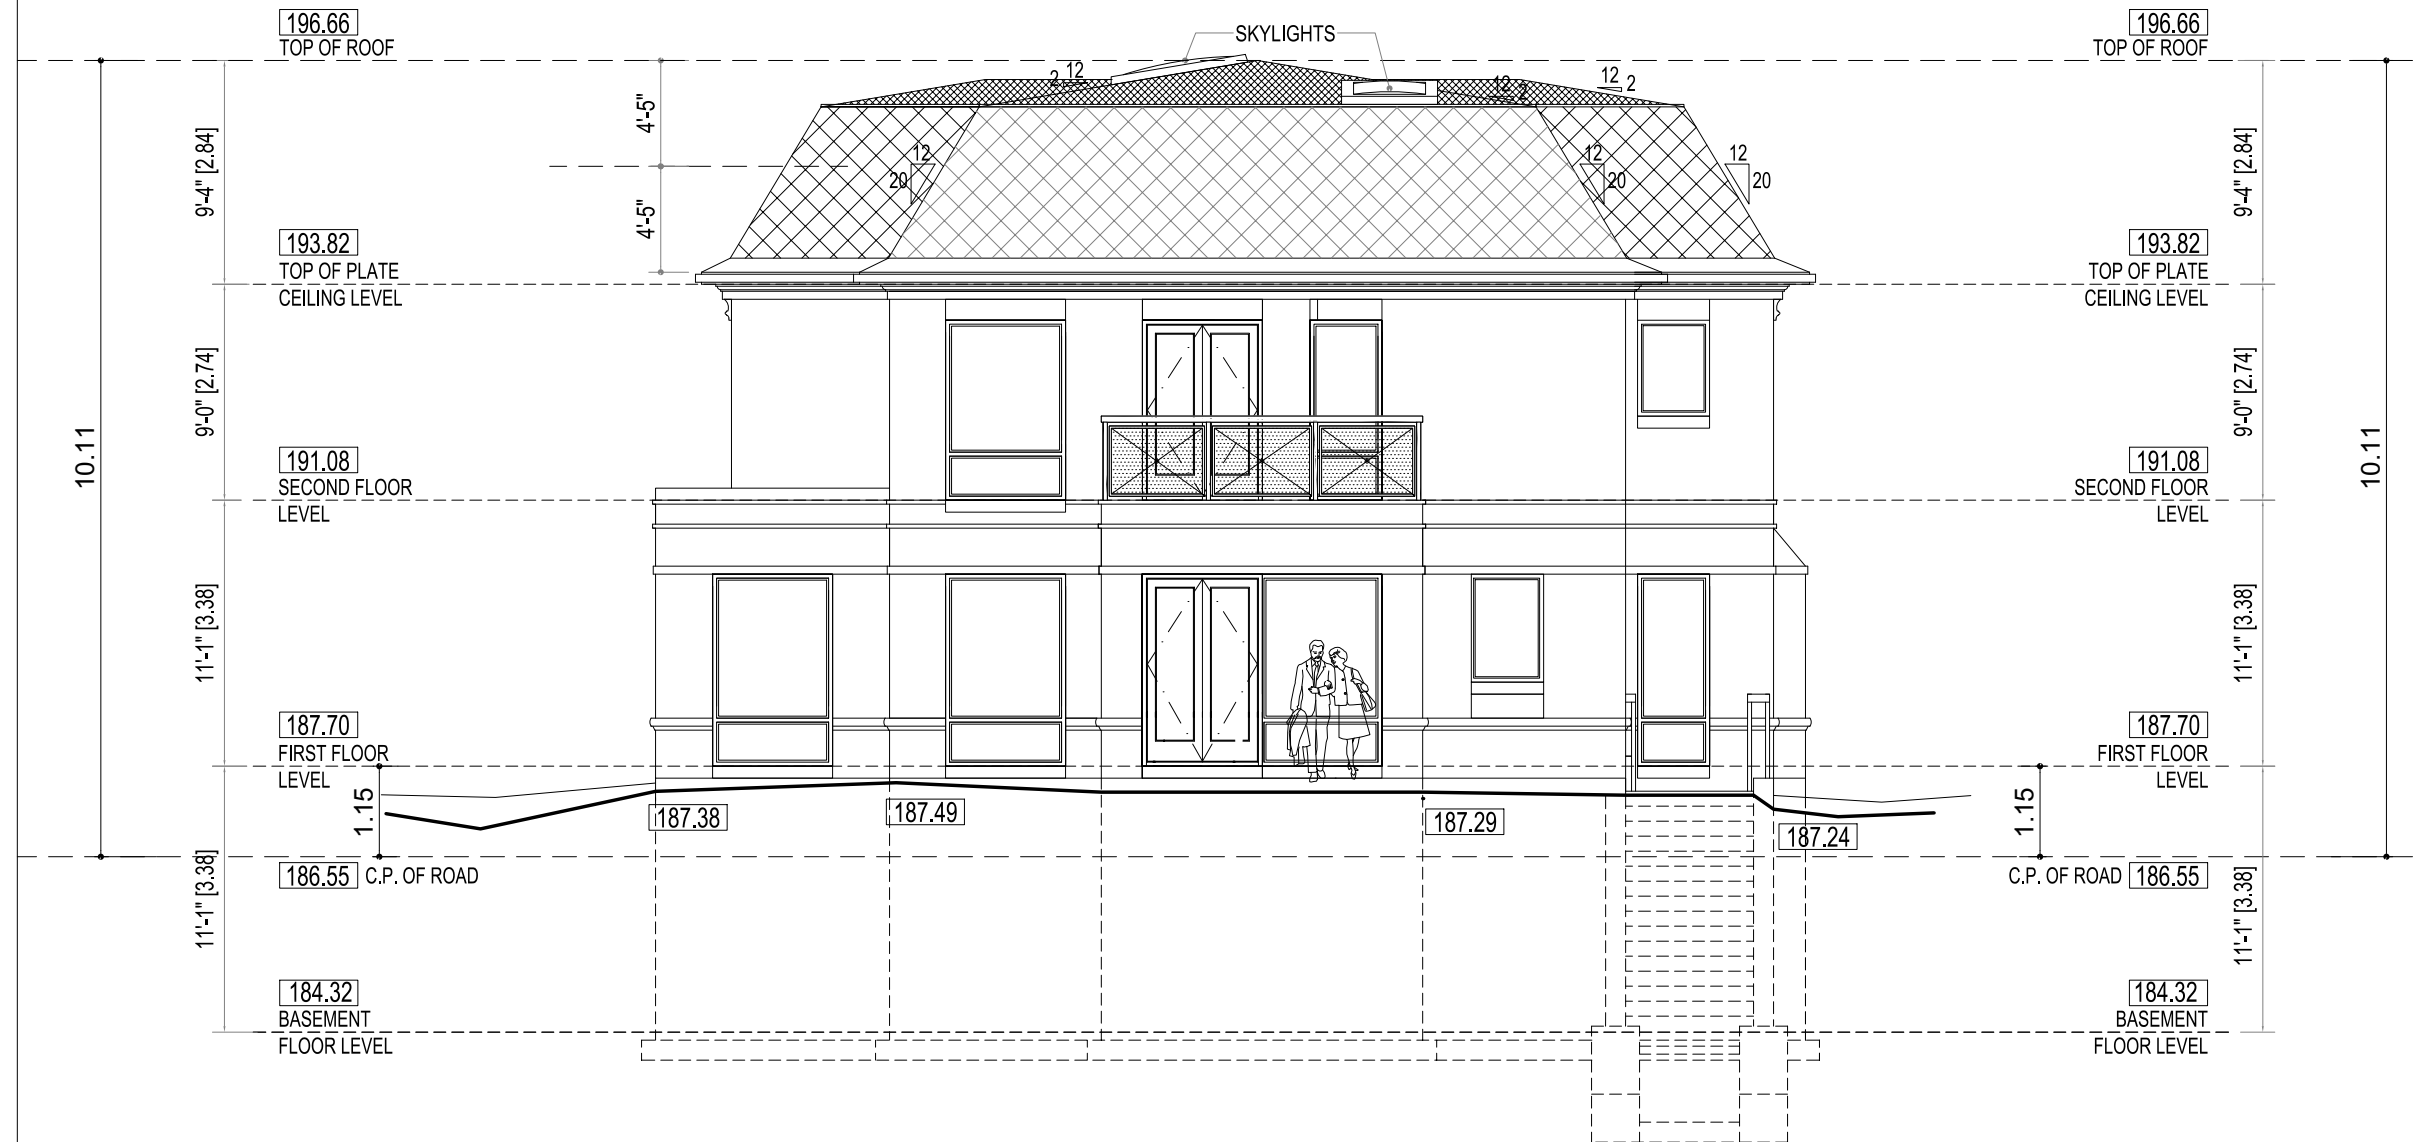 196.66
TOP OF ROOF
SKYLIGHTS
196.66
TOP OF ROOF
2 12
12 2
12 2
4'-5"
9'-4" [2.84]
12
20
12
20
12
20
9'-4" [2.84]
4'-5"
193.82
TOP OF PLATE
CEILING LEVEL
193.82
TOP OF PLATE
CEILING LEVEL
9'-0" [2.74]
9'-0" [2.74]
10.11
10.11
191.08
SECOND FLOOR
LEVEL
191.08
SECOND FLOOR
LEVEL
11'-1" [3.38]
11'-1" [3.38]
187.70
FIRST FLOOR
LEVEL
187.70
FIRST FLOOR
LEVEL
1.15
187.38
187.49
187.29
187.24
1.15
186.55 C.P. OF ROAD
C.P. OF ROAD 186.55
11'-1" [3.38]
11'-1" [3.38]
184.32
BASEMENT
FLOOR LEVEL
184.32
BASEMENT
FLOOR LEVEL